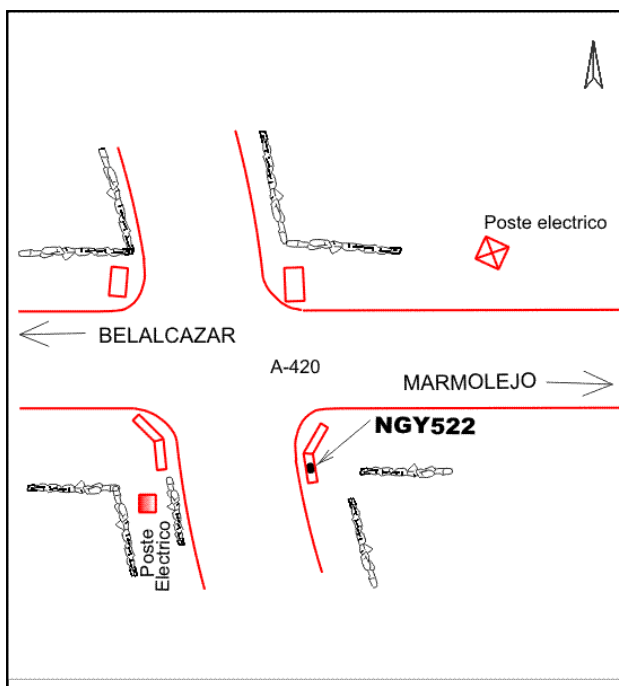 Poste electrico
BELALCAZAR
A-420
MARMOLEJO
NGY522
Poste
Electrico